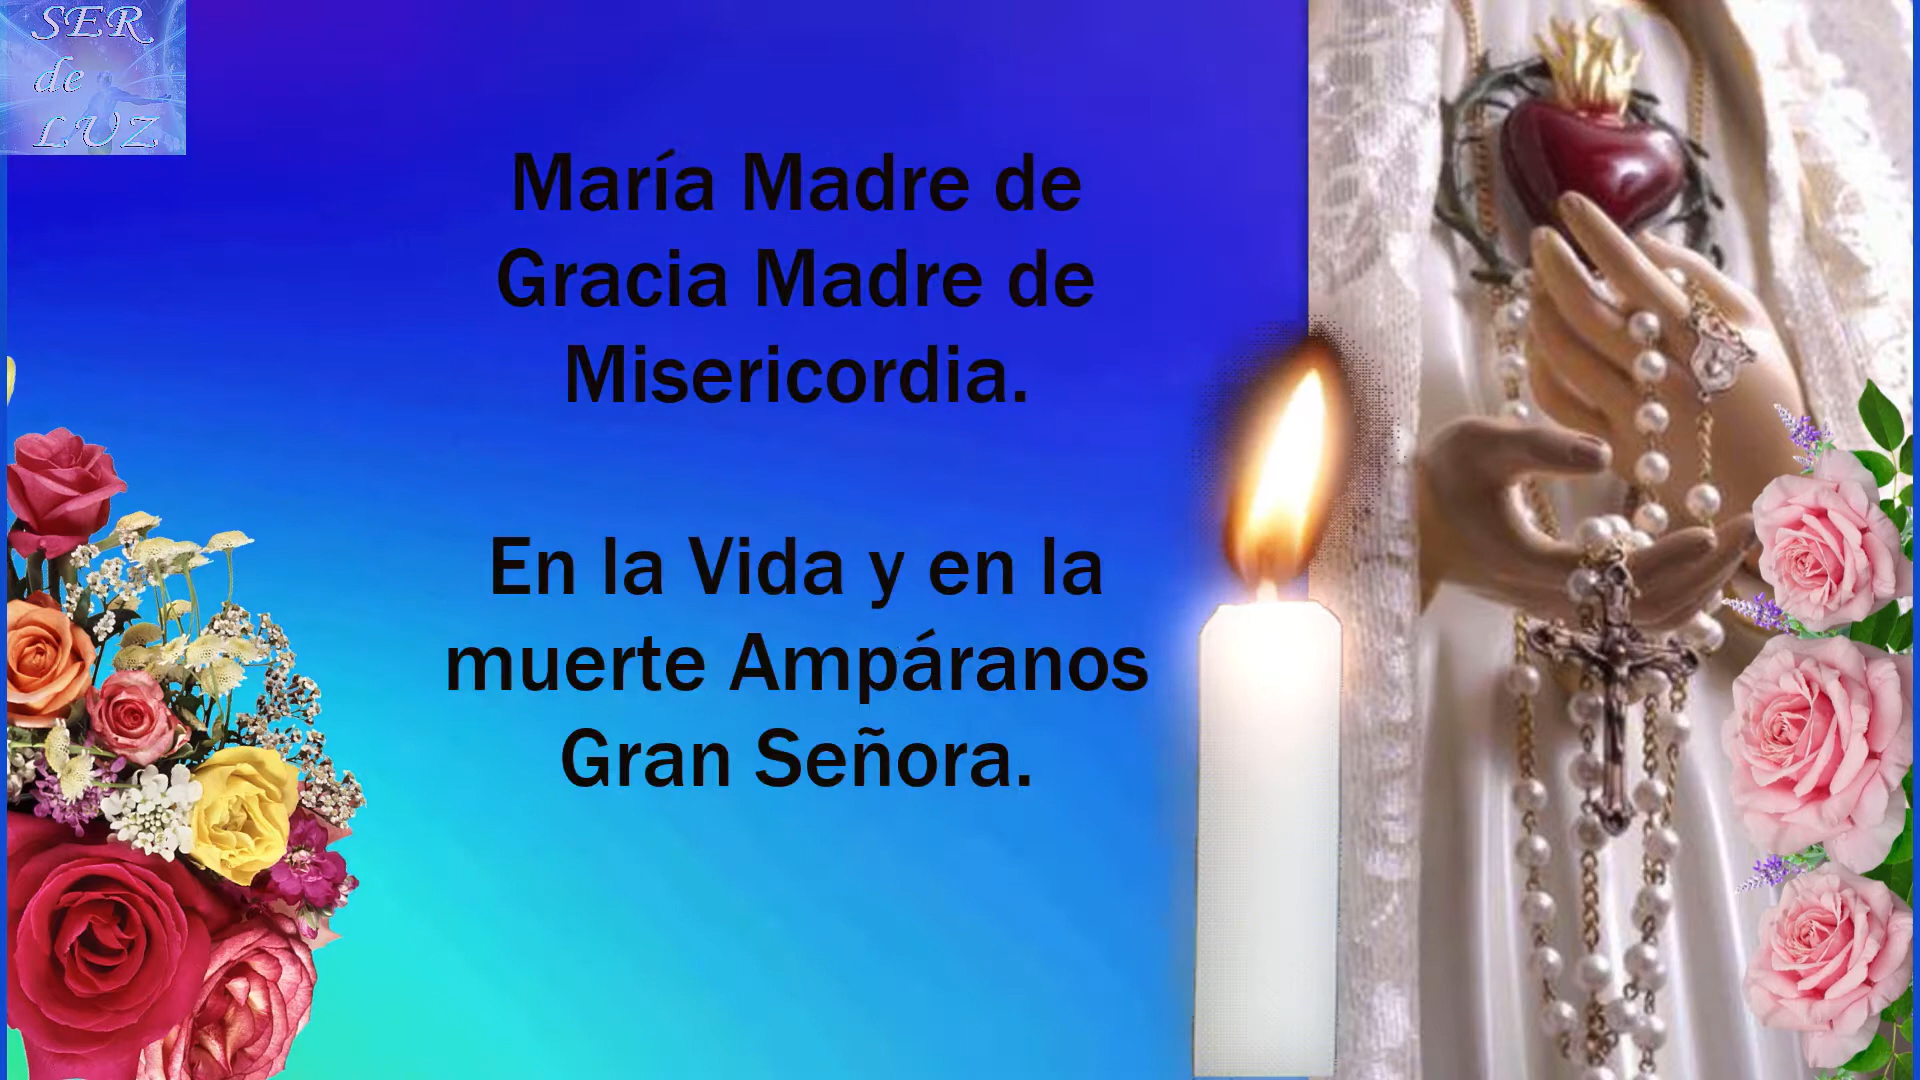 SER
de
LUZ
María Madre de
Gracia Madre de
Misericordia.
En la Vida y en la
muerte Ampáranos
Gran Señora.